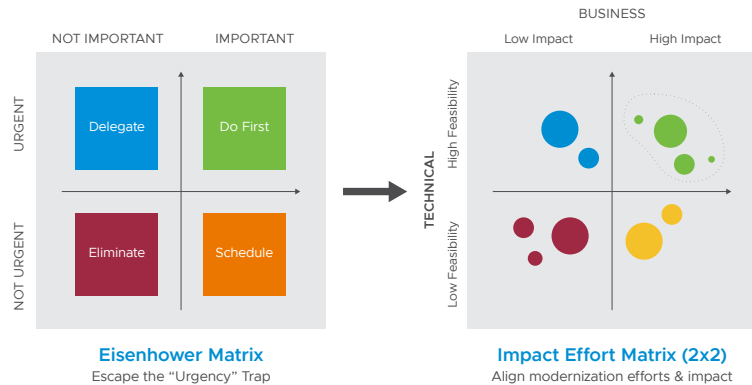 BUSINESS
NOT IMPORTANT
IMPORTANT
Low Impact
High Impact
URGENT
Delegate
Do First
NOT URGENT
Eliminate
Schedule
TECHNICAL
High Feasibility
Low Feasibility
Eisenhower Matrix
Escape the “Urgency” Trap
Impact Effort Matrix (2x2)
Align modernization efforts & impact